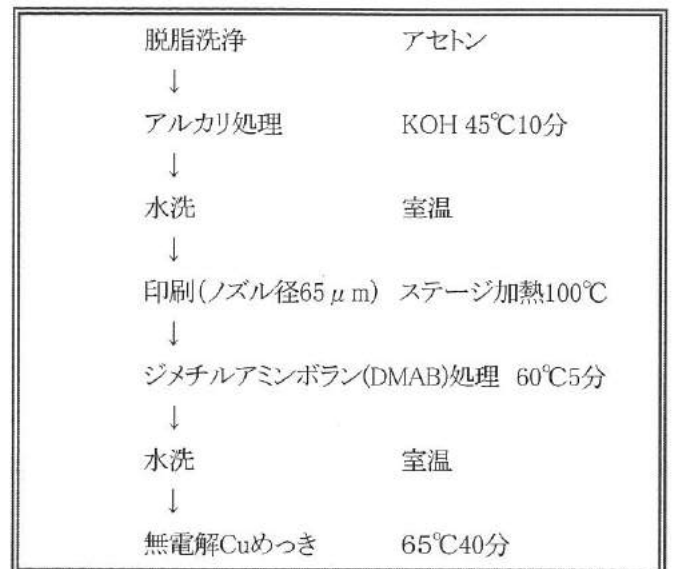 脱脂洗浄 アセトン
↓
アルカリ処理 KOH 45℃10分
↓
水洗 室温
↓
印刷(ノズル径65μm) ステージ加熱100℃
↓
ジメチルアミンボラン(DMAB)処理 60℃5分
↓
水洗 室温
↓
無電解Cuめっき 65℃40分